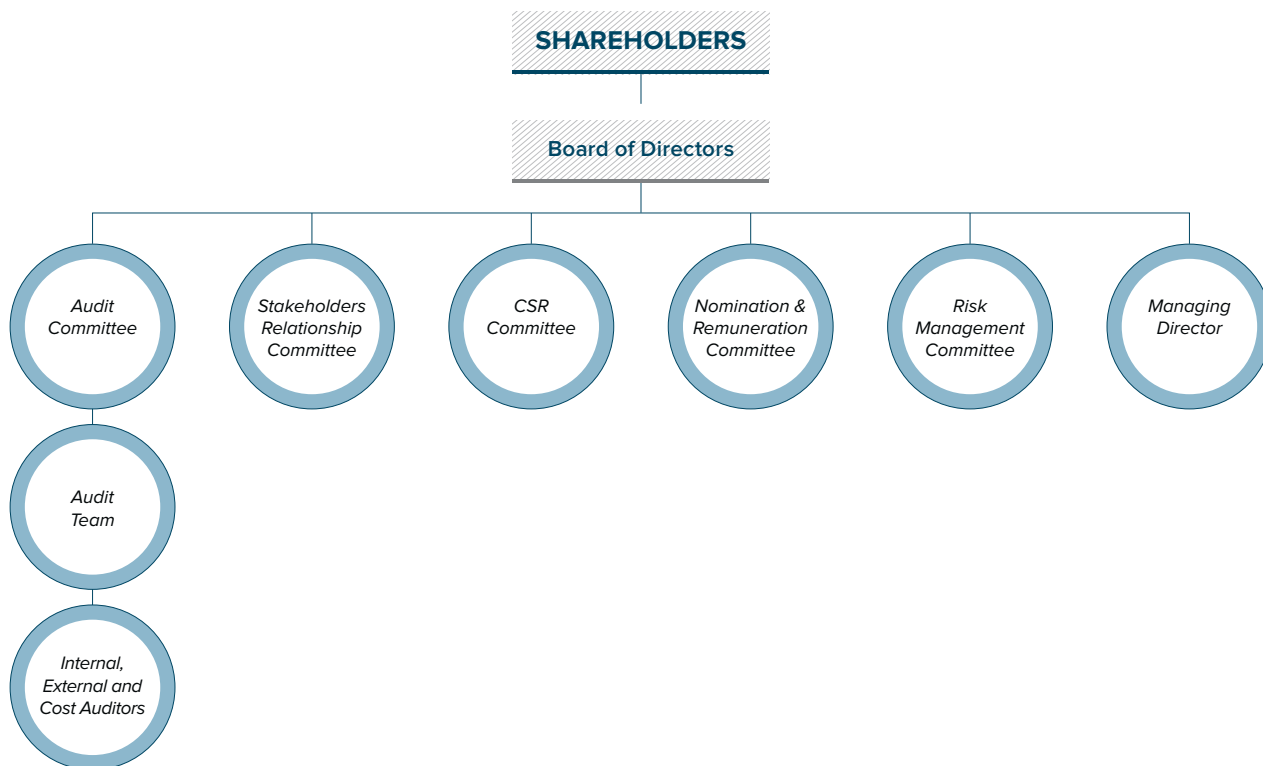 SHAREHOLDERS
Board of Directors
Audit
Committee
Stakeholders
Relationship
Committee
CSR
Committee
Nomination &
Remuneration
Committee
Risk
Management
Committee
Managing
Director
Audit
Team
Internal,
External and
Cost Auditors